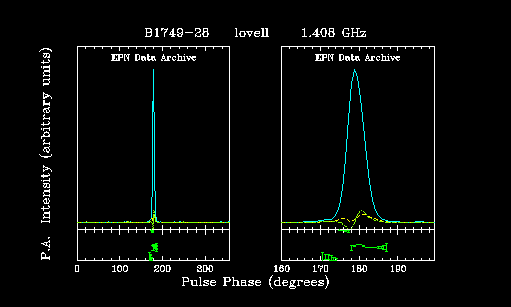 B1749-28 lovell 1.408 GHz
EPN Data Archive EPN Data Archive
P.A. Intensity (arbitrary units)
0 100 200 300 160 170 180 190
Pulse Phase (degrees)